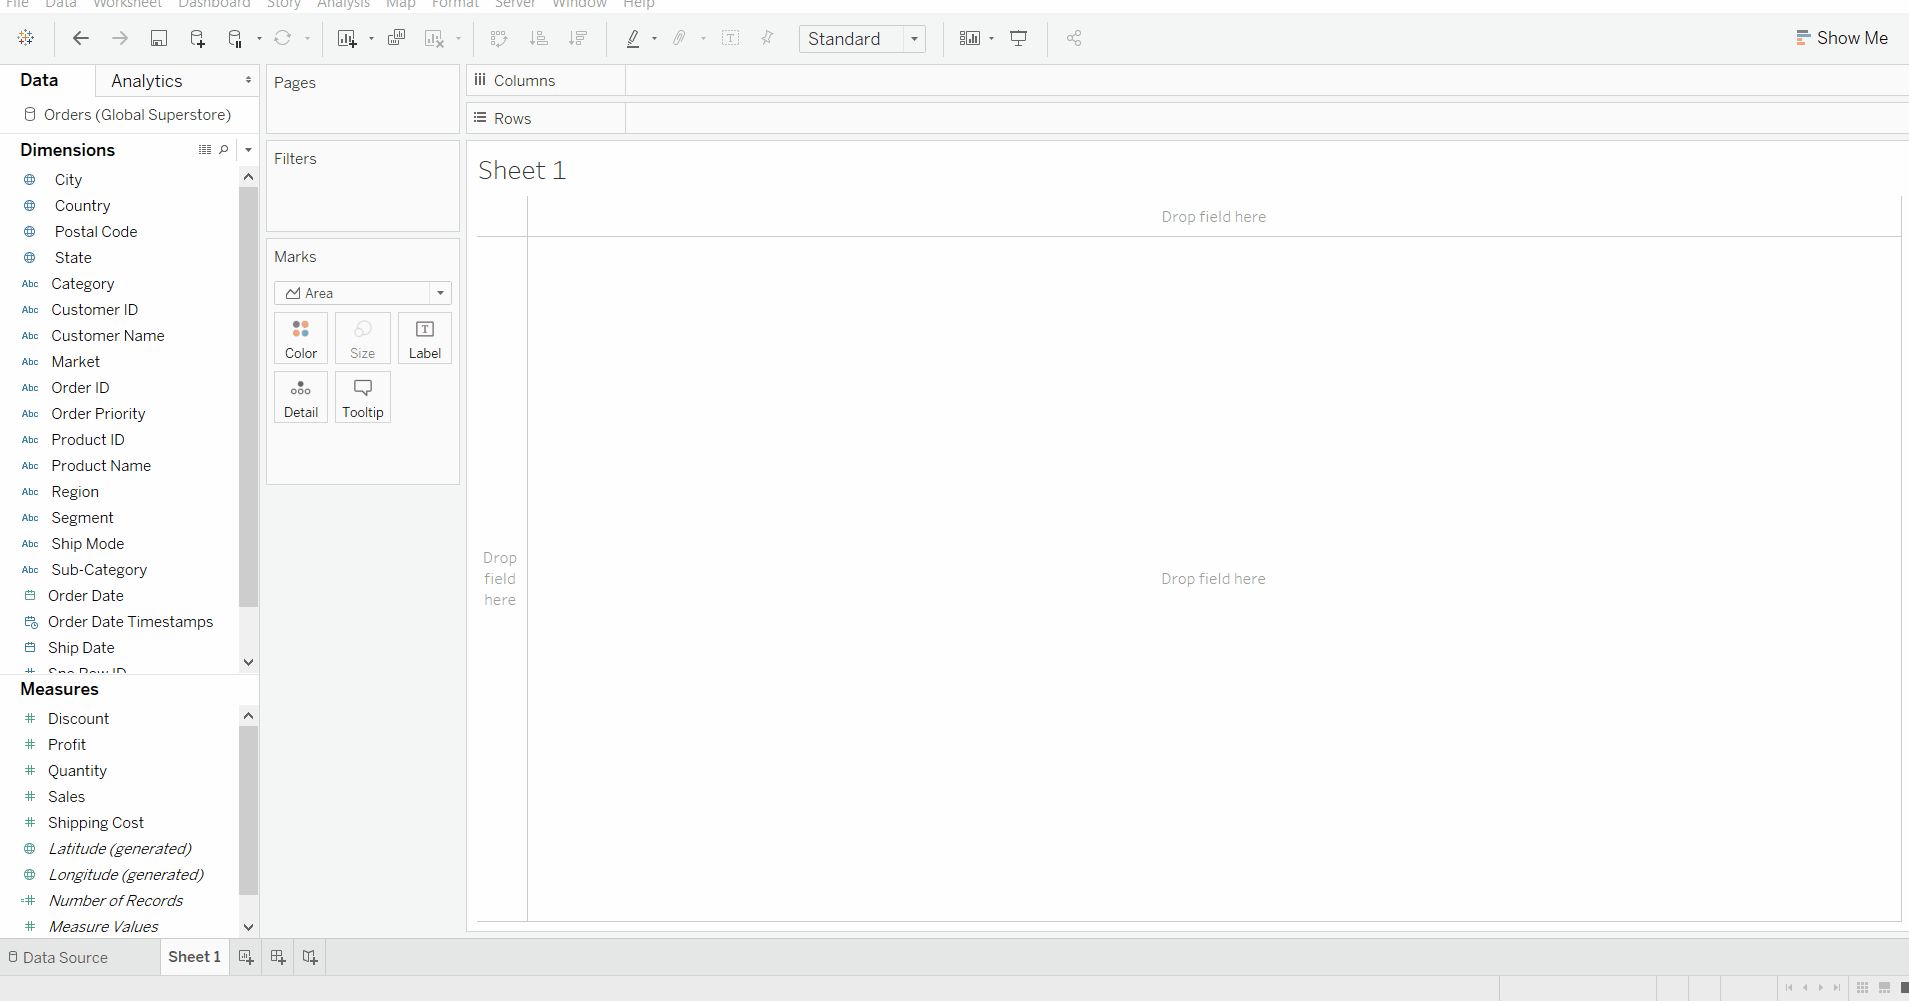 File Data Worksheet Dashboard Story Analysis Map Format Server Window Help
Standard
Show Me
Data Analytics
Orders (Global Superstore)
Dimensions
City
Country
Postal Code
State
Abc Category
Abc Customer ID
Abc Customer Name
Abc Market
Abc Order ID
Abc Order Priority
Abc Product ID
Abc Product Name
Abc Region
Abc Segment
Abc Ship Mode
Abc Sub-Category
Order Date
Order Date Timestamps
Ship Date
Row ID
Measures
# Discount
# Profit
# Quantity
# Sales
# Shipping Cost
Latitude (generated)
Longitude (generated)
=# Number of Records
# Measure Values
Pages
Filters
Marks
Area
Color Size Label
Detail Tooltip
Columns
Rows
Sheet 1
Drop field here
Drop
field
here
Drop field here
Data Source Sheet 1